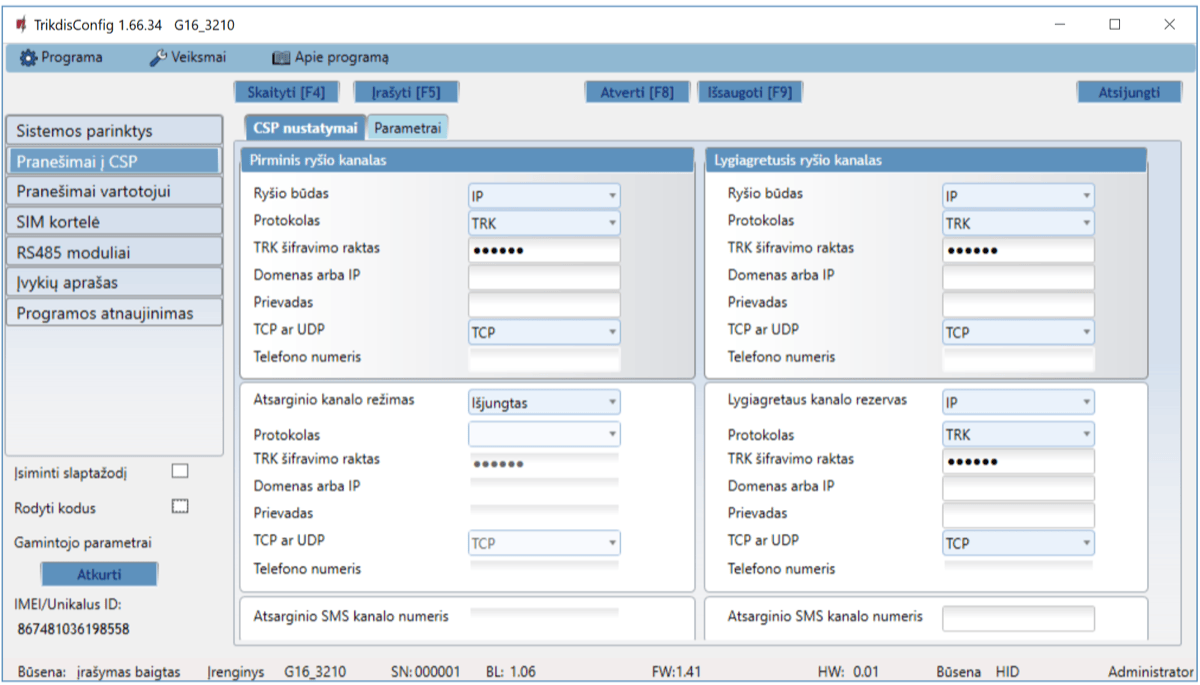 TrikdisConfig 1.66.34 G16_3210
Programa Veiksmai Apie programą
Skaityti [F4] Įrašyti [F5] Atverti [F8] Išsaugoti [F9] Atsijungti
Sistemos parinktys
Pranešimai į CSP
Pranešimai vartotojui
SIM kortelė
RS485 moduliai
Įvykių aprašas
Programos atnaujinimas
Įsiminti slaptažodį
Rodyti kodus
Gamintojo parametrai
Atkurti
IMEI/Unikalus ID:
867481036198558
CSP nustatymai Parametrai
Pirminis ryšio kanalas
Ryšio būdas IP
Protokolas TRK
TRK šifravimo raktas ●●●●●●
Domenas arba IP
Prievadas
TCP ar UDP TCP
Telefono numeris
Atsarginio kanalo režimas Išjungtas
Protokolas
TRK šifravimo raktas ●●●●●●
Domenas arba IP
Prievadas
TCP ar UDP TCP
Telefono numeris
Atsarginio SMS kanalo numeris
Lygiagretusis ryšio kanalas
Ryšio būdas IP
Protokolas TRK
TRK šifravimo raktas ●●●●●●
Domenas arba IP
Prievadas
TCP ar UDP TCP
Telefono numeris
Lygiagretaus kanalo rezervas IP
Protokolas TRK
TRK šifravimo raktas ●●●●●●
Domenas arba IP
Prievadas
TCP ar UDP TCP
Telefono numeris
Atsarginio SMS kanalo numeris
Būsena: įrašymas baigtas Įrenginys G16_3210 SN:000001 BL: 1.06 FW:1.41 HW: 0.01 Būsena HID Administrator